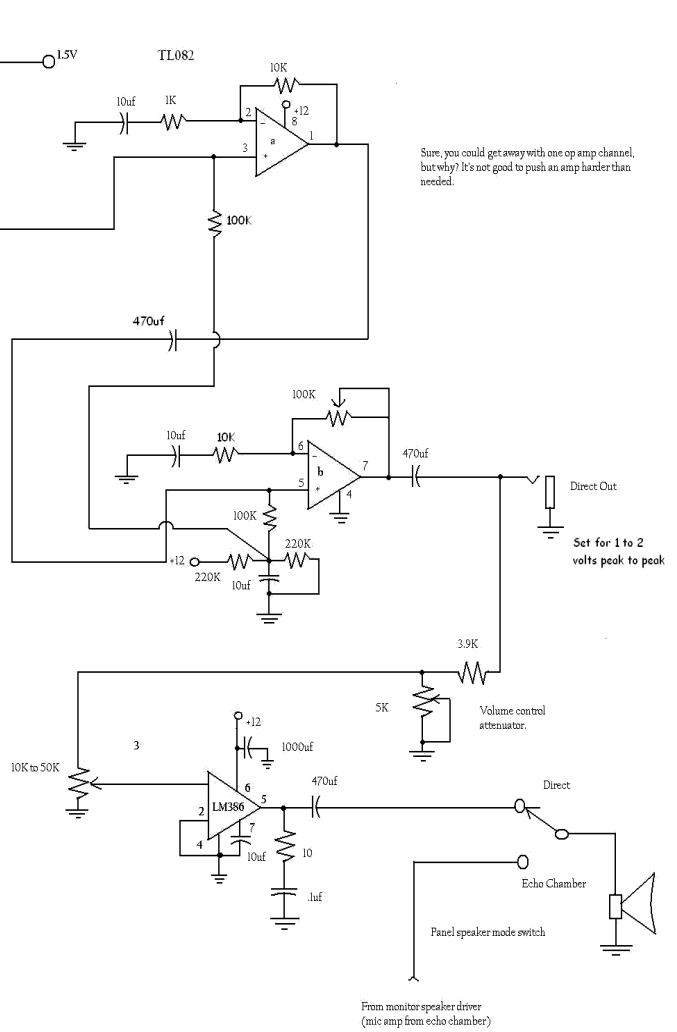 1.5V
TL082
10K
10uf
1K
+12
2
8
1
a
3
Sure, you could get away with one op amp channel,
but why? It's not good to push an amp harder than
needed.
100K
470uf
100K
10uf
10K
6
470uf
b
7
5
4
Direct Out
100K
220K
Set for 1 to 2
volts peak to peak
+12
220K
10uf
3.9K
5K
Volume control
attenuator.
+12
3
1000uf
10K to 50K
6
470uf
Direct
2
LM386
5
7
4
10uf
10
Echo Chamber
.1uf
Panel speaker mode switch
From monitor speaker driver
(mic amp from echo chamber)